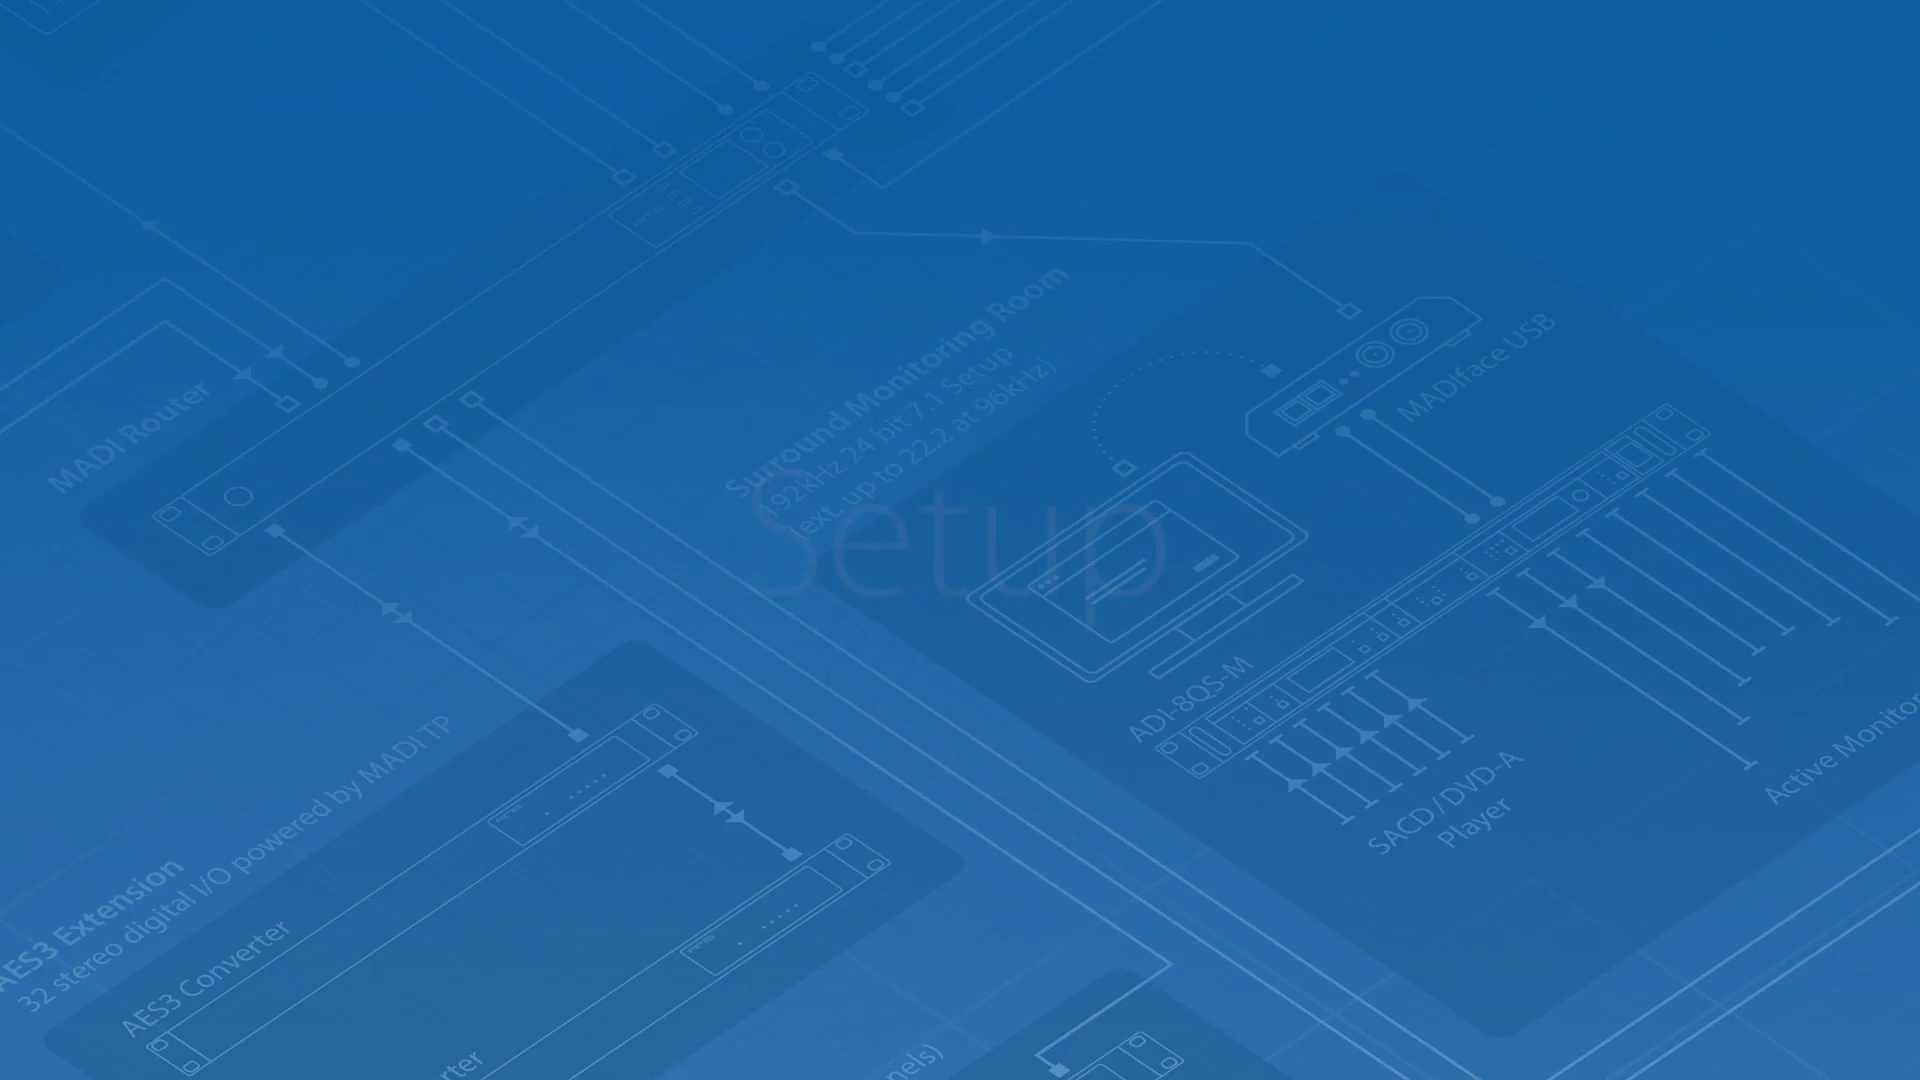 MADI Router
Surround Monitoring Room
192kHz 24 bit 7.1 Setup
(ext. up to 22.2. at 96kHz)
MADIface USB
Setup
ADI-8QS-M
SACD/DVD-A
Player
Active Monitor
AES3 Extension
32 stereo digital I/O powered by MADI TP
AES3 Converter